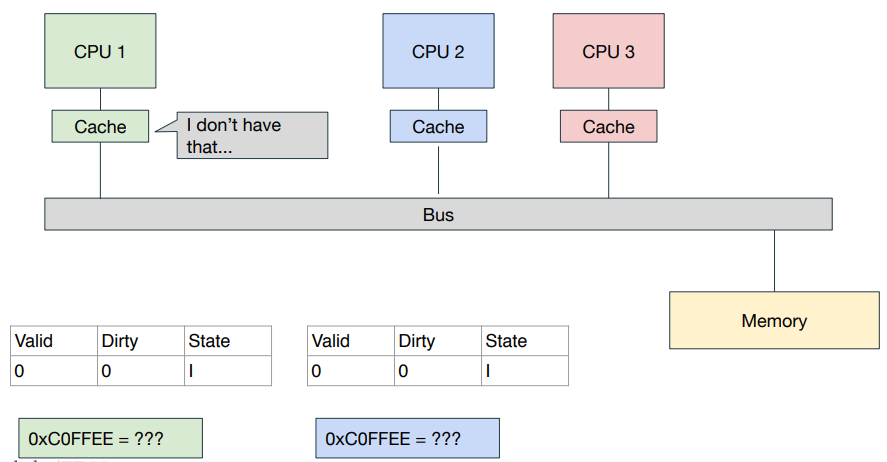 CPU 1
CPU 2
CPU 3
Cache
I don't have
that...
Cache
Cache
Bus
Memory
Valid Dirty State
0 0 I
Valid Dirty State
0 0 I
0xC0FFEE = ???
0xC0FFEE = ???